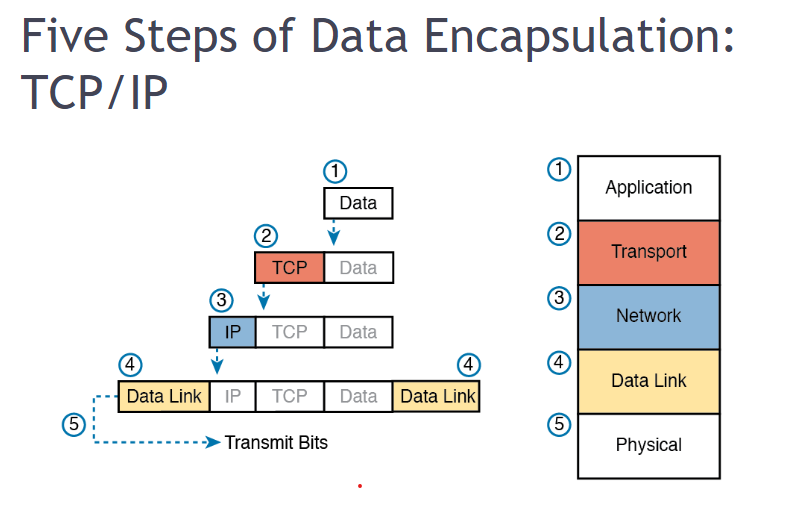 Five Steps of Data Encapsulation:
TCP/IP
1
Data
2
TCP Data
3
IP TCP Data
4 4
Data Link IP TCP Data Data Link
5
Transmit Bits
1
Application
2
Transport
3
Network
4
Data Link
5
Physical